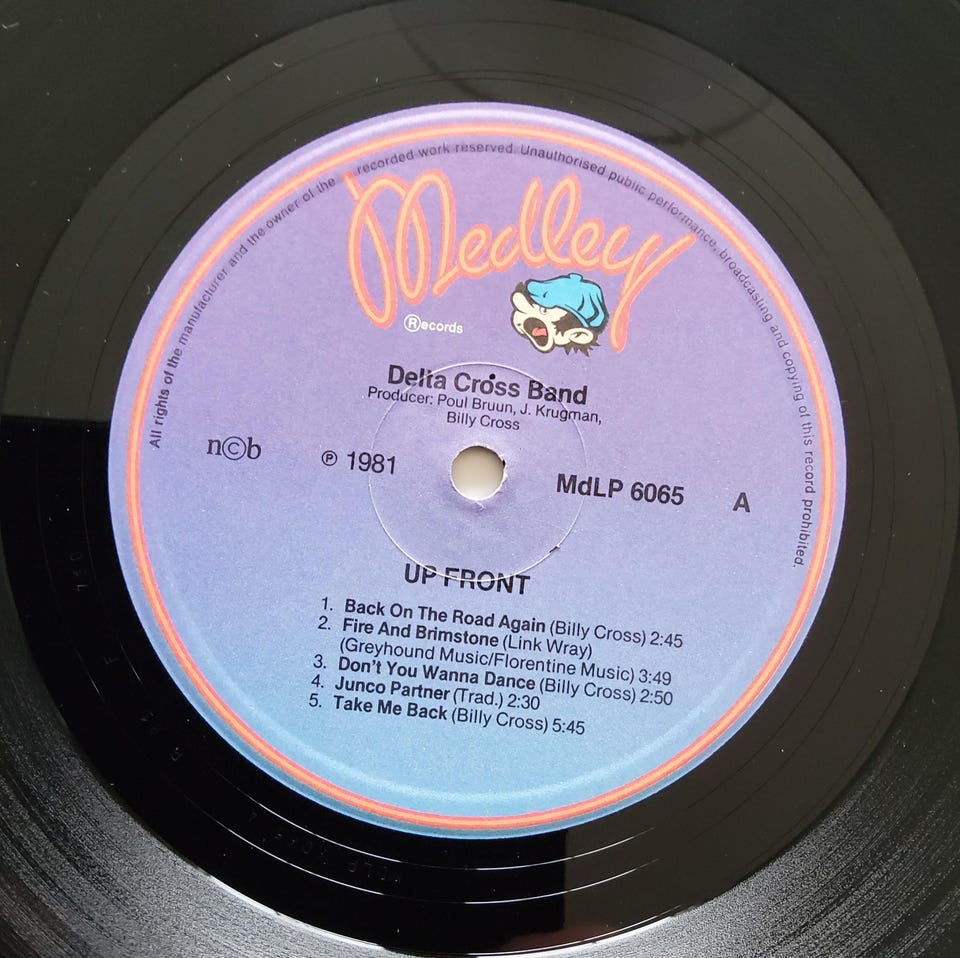 All rights of the manufacturer and the owner of the recorded work reserved. Unauthorised public performance, broadcasting and copying of this record prohibited.
Medley
Ⓡecords
Delta Cross Band
Producer: Poul Bruun, J. Krugman,
Billy Cross
n©b
℗ 1981
MdLP 6065
A
UP FRONT
1. Back On The Road Again (Billy Cross) 2:45
2. Fire And Brimstone (Link Wray)
(Greyhound Music/Florentine Music) 3:49
3. Don't You Wanna Dance (Billy Cross) 2:50
4. Junco Partner (Trad.) 2:30
5. Take Me Back (Billy Cross) 5:45